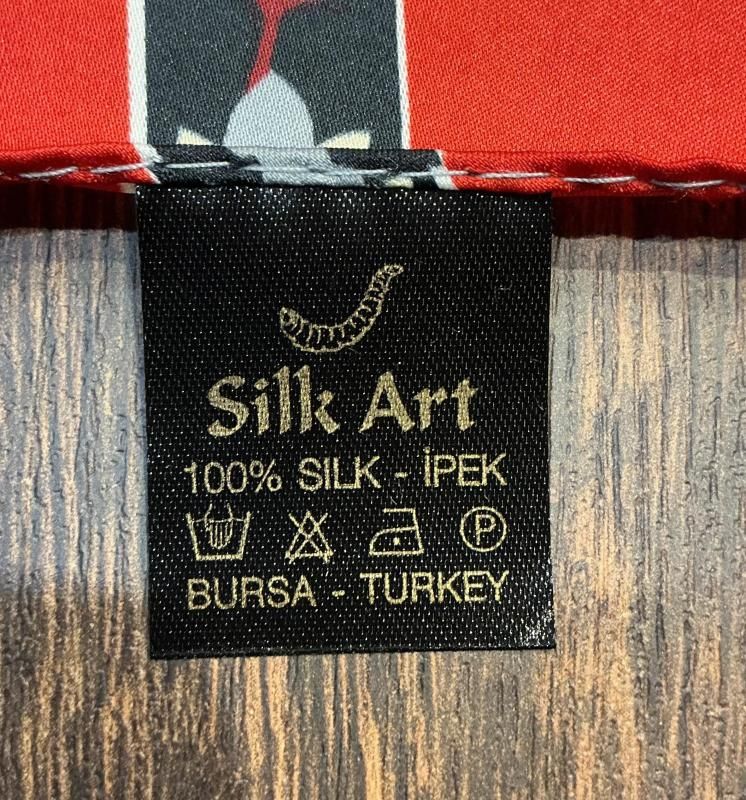 Silk Art
100% SILK - İPEK
P
BURSA - TURKEY